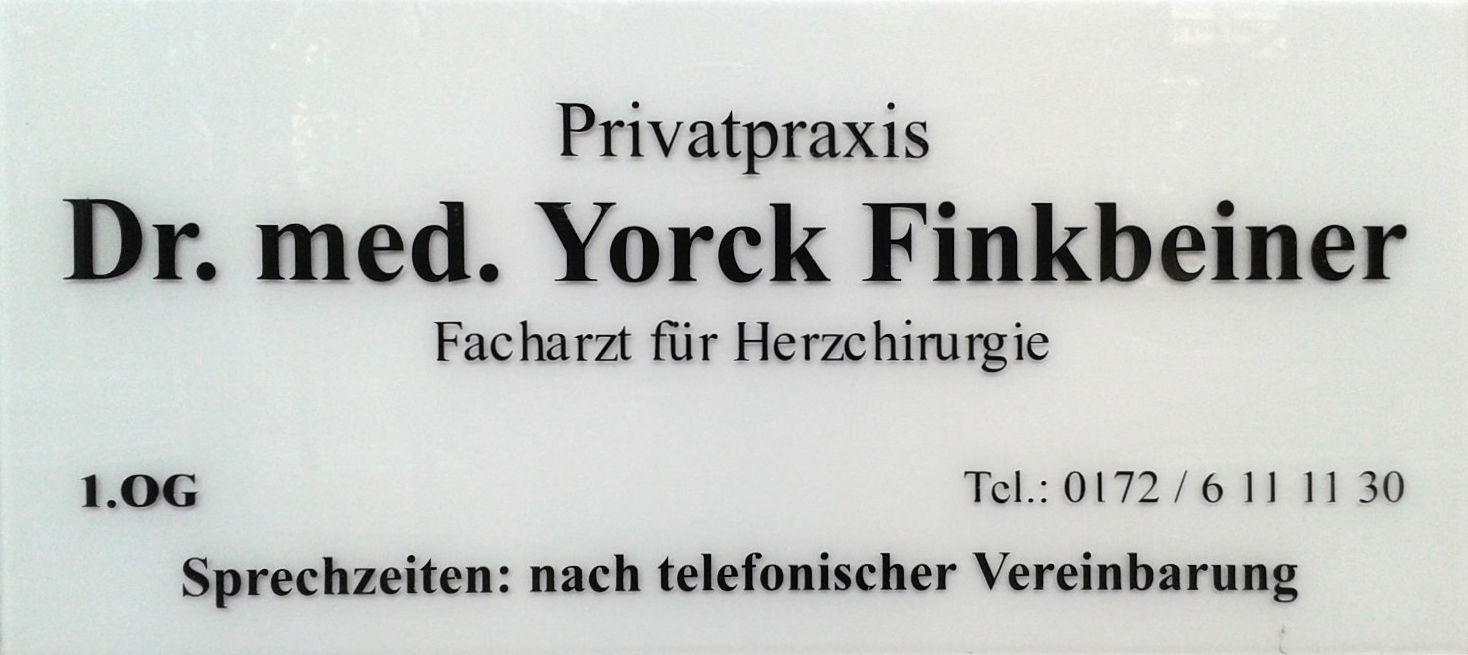 Privatpraxis
Dr. med. Yorck Finkbeiner
Facharzt für Herzchirurgie
1.OG Tel.: 0172 / 6 11 11 30
Sprechzeiten: nach telefonischer Vereinbarung